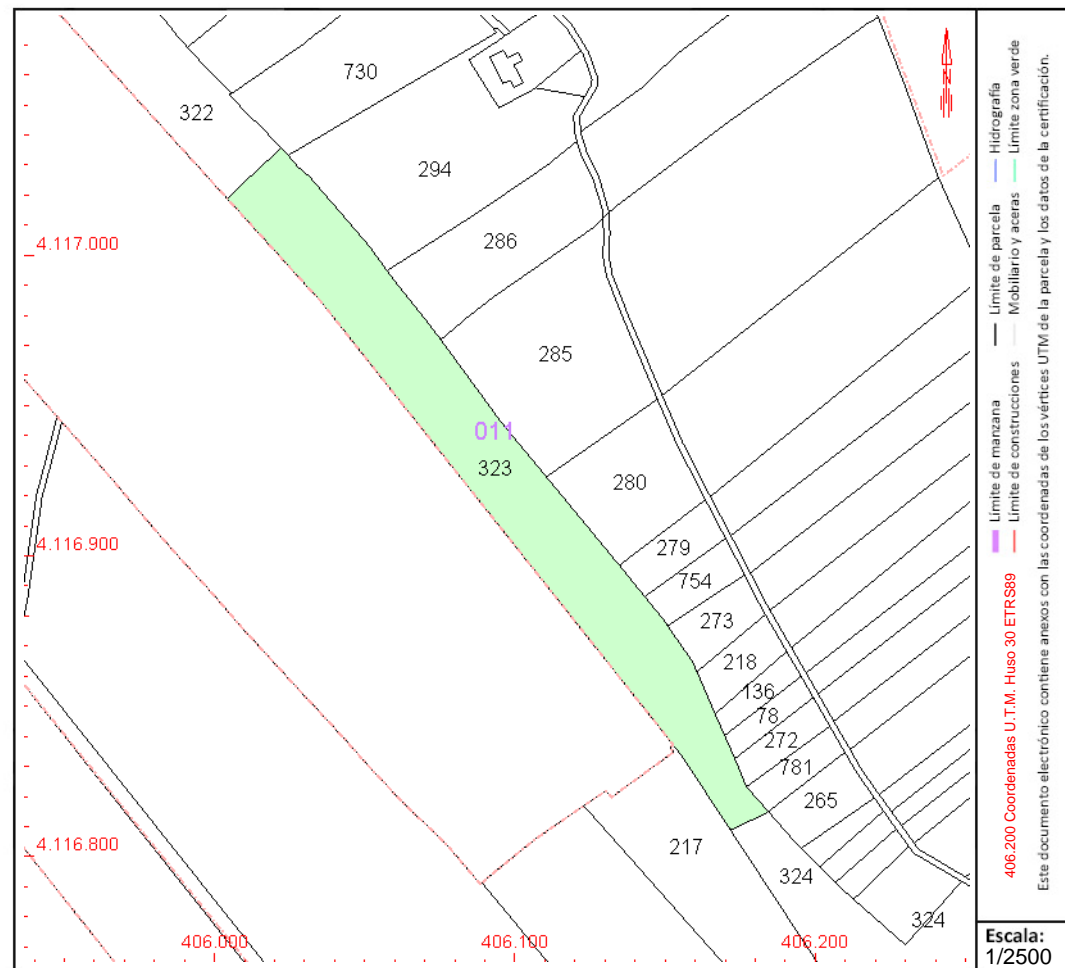 730
322
294
286
4.117.000
285
011
323
280
4.116.900
279
754
273
218
136
78
272
781
265
4.116.800
217
324
324
406.000
406.100
406.200
N
Hidrografía
Límite zona verde
Límite de parcela
Mobiliario y aceras
Límite de manzana
Límite de construcciones
406.200 Coordenadas U.T.M. Huso 30 ETRS89
Este documento electrónico contiene anexos con las coordenadas de los vértices UTM de la parcela y los datos de la certificación.
Escala:
1/2500